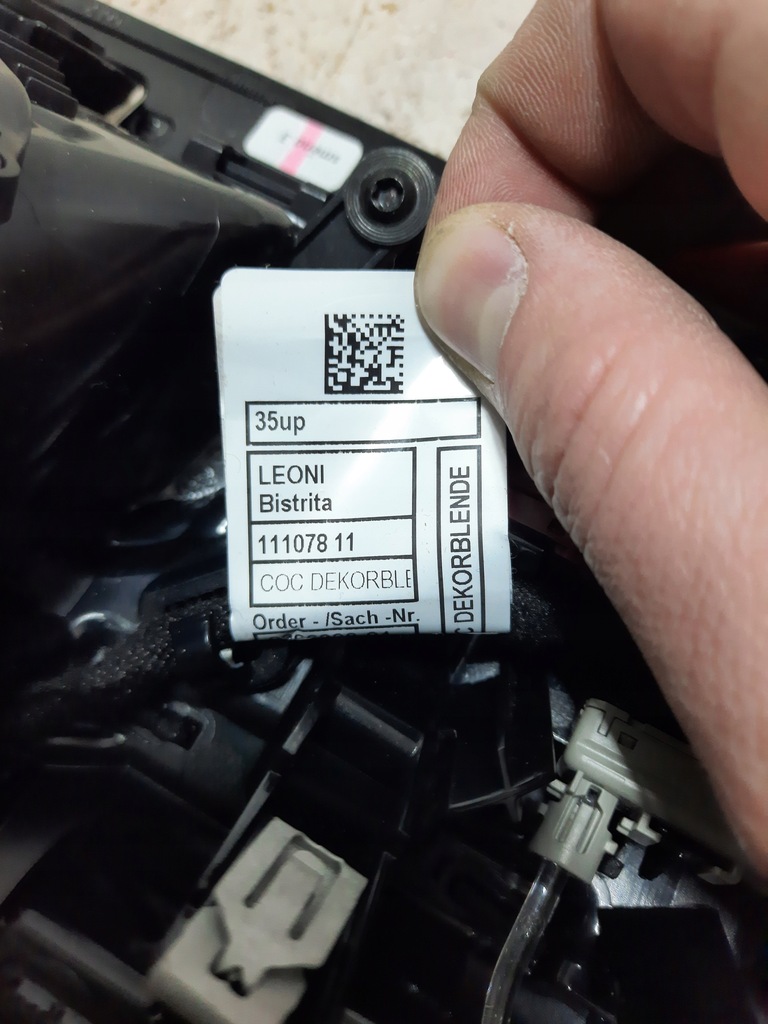 35up
LEONI
Bistrita
111078 11
COC DEKORBLE
Order - /Sach -Nr.
DEKORBLENDE